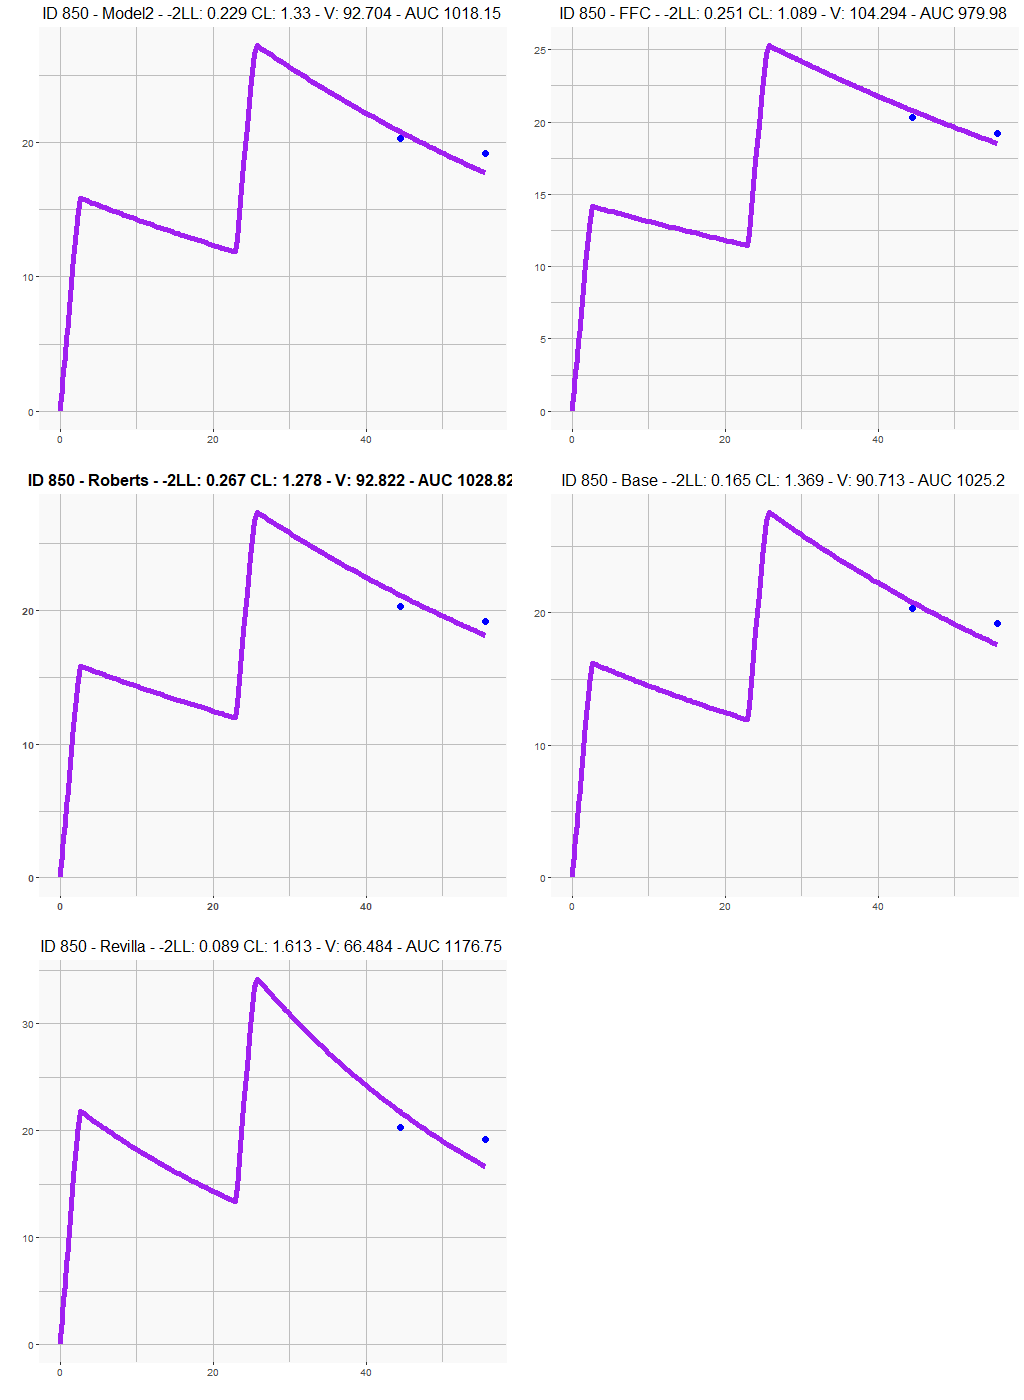 ID 850 - Model2 - -2LL: 0.229 CL: 1.33 - V: 92.704 - AUC 1018.15
20
10
0
0 20 40
ID 850 - FFC - -2LL: 0.251 CL: 1.089 - V: 104.294 - AUC 979.98
25
20
15
10
5
0
0 20 40
ID 850 - Roberts - -2LL: 0.267 CL: 1.278 - V: 92.822 - AUC 1028.82
20
10
0
0 20 40
ID 850 - Base - -2LL: 0.165 CL: 1.369 - V: 90.713 - AUC 1025.2
20
10
0
0 20 40
ID 850 - Revilla - -2LL: 0.089 CL: 1.613 - V: 66.484 - AUC 1176.75
30
20
10
0
0 20 40